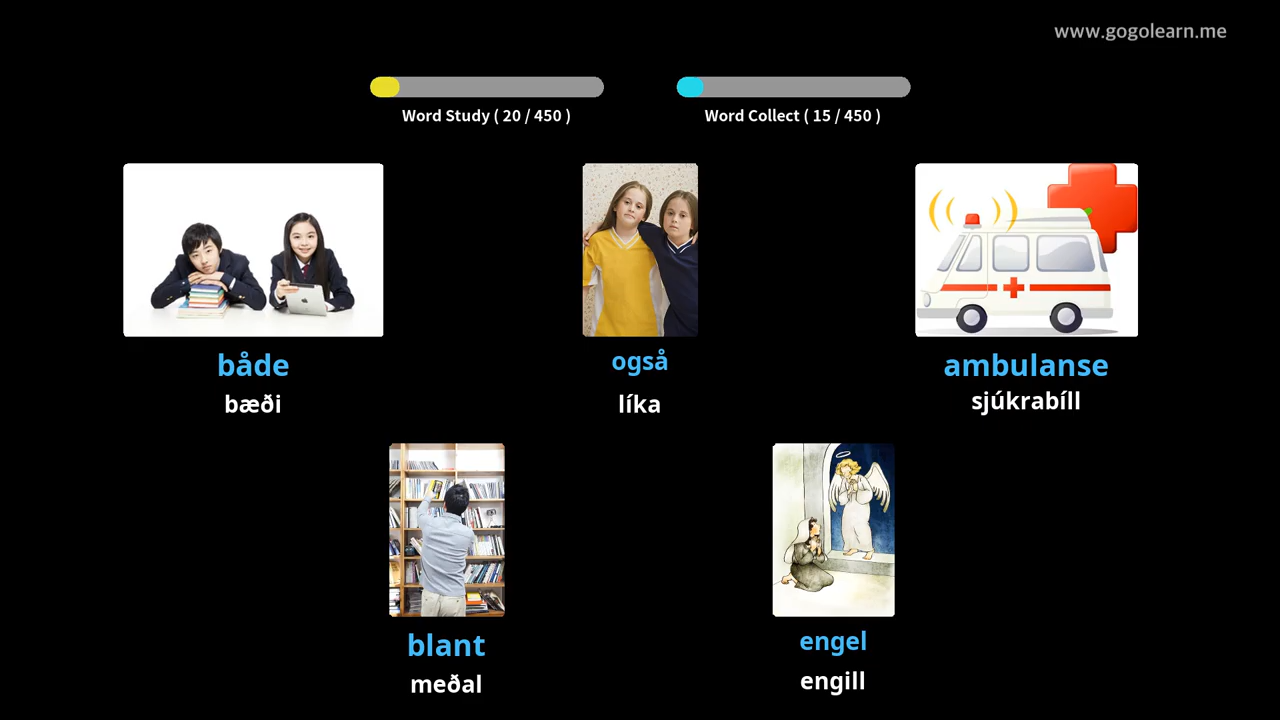 www.gogolearn.me
Word Study ( 20 / 450 )
Word Collect ( 15 / 450 )
både
bæði
også
líka
ambulanse
sjúkrabíll
blant
meðal
engel
engill